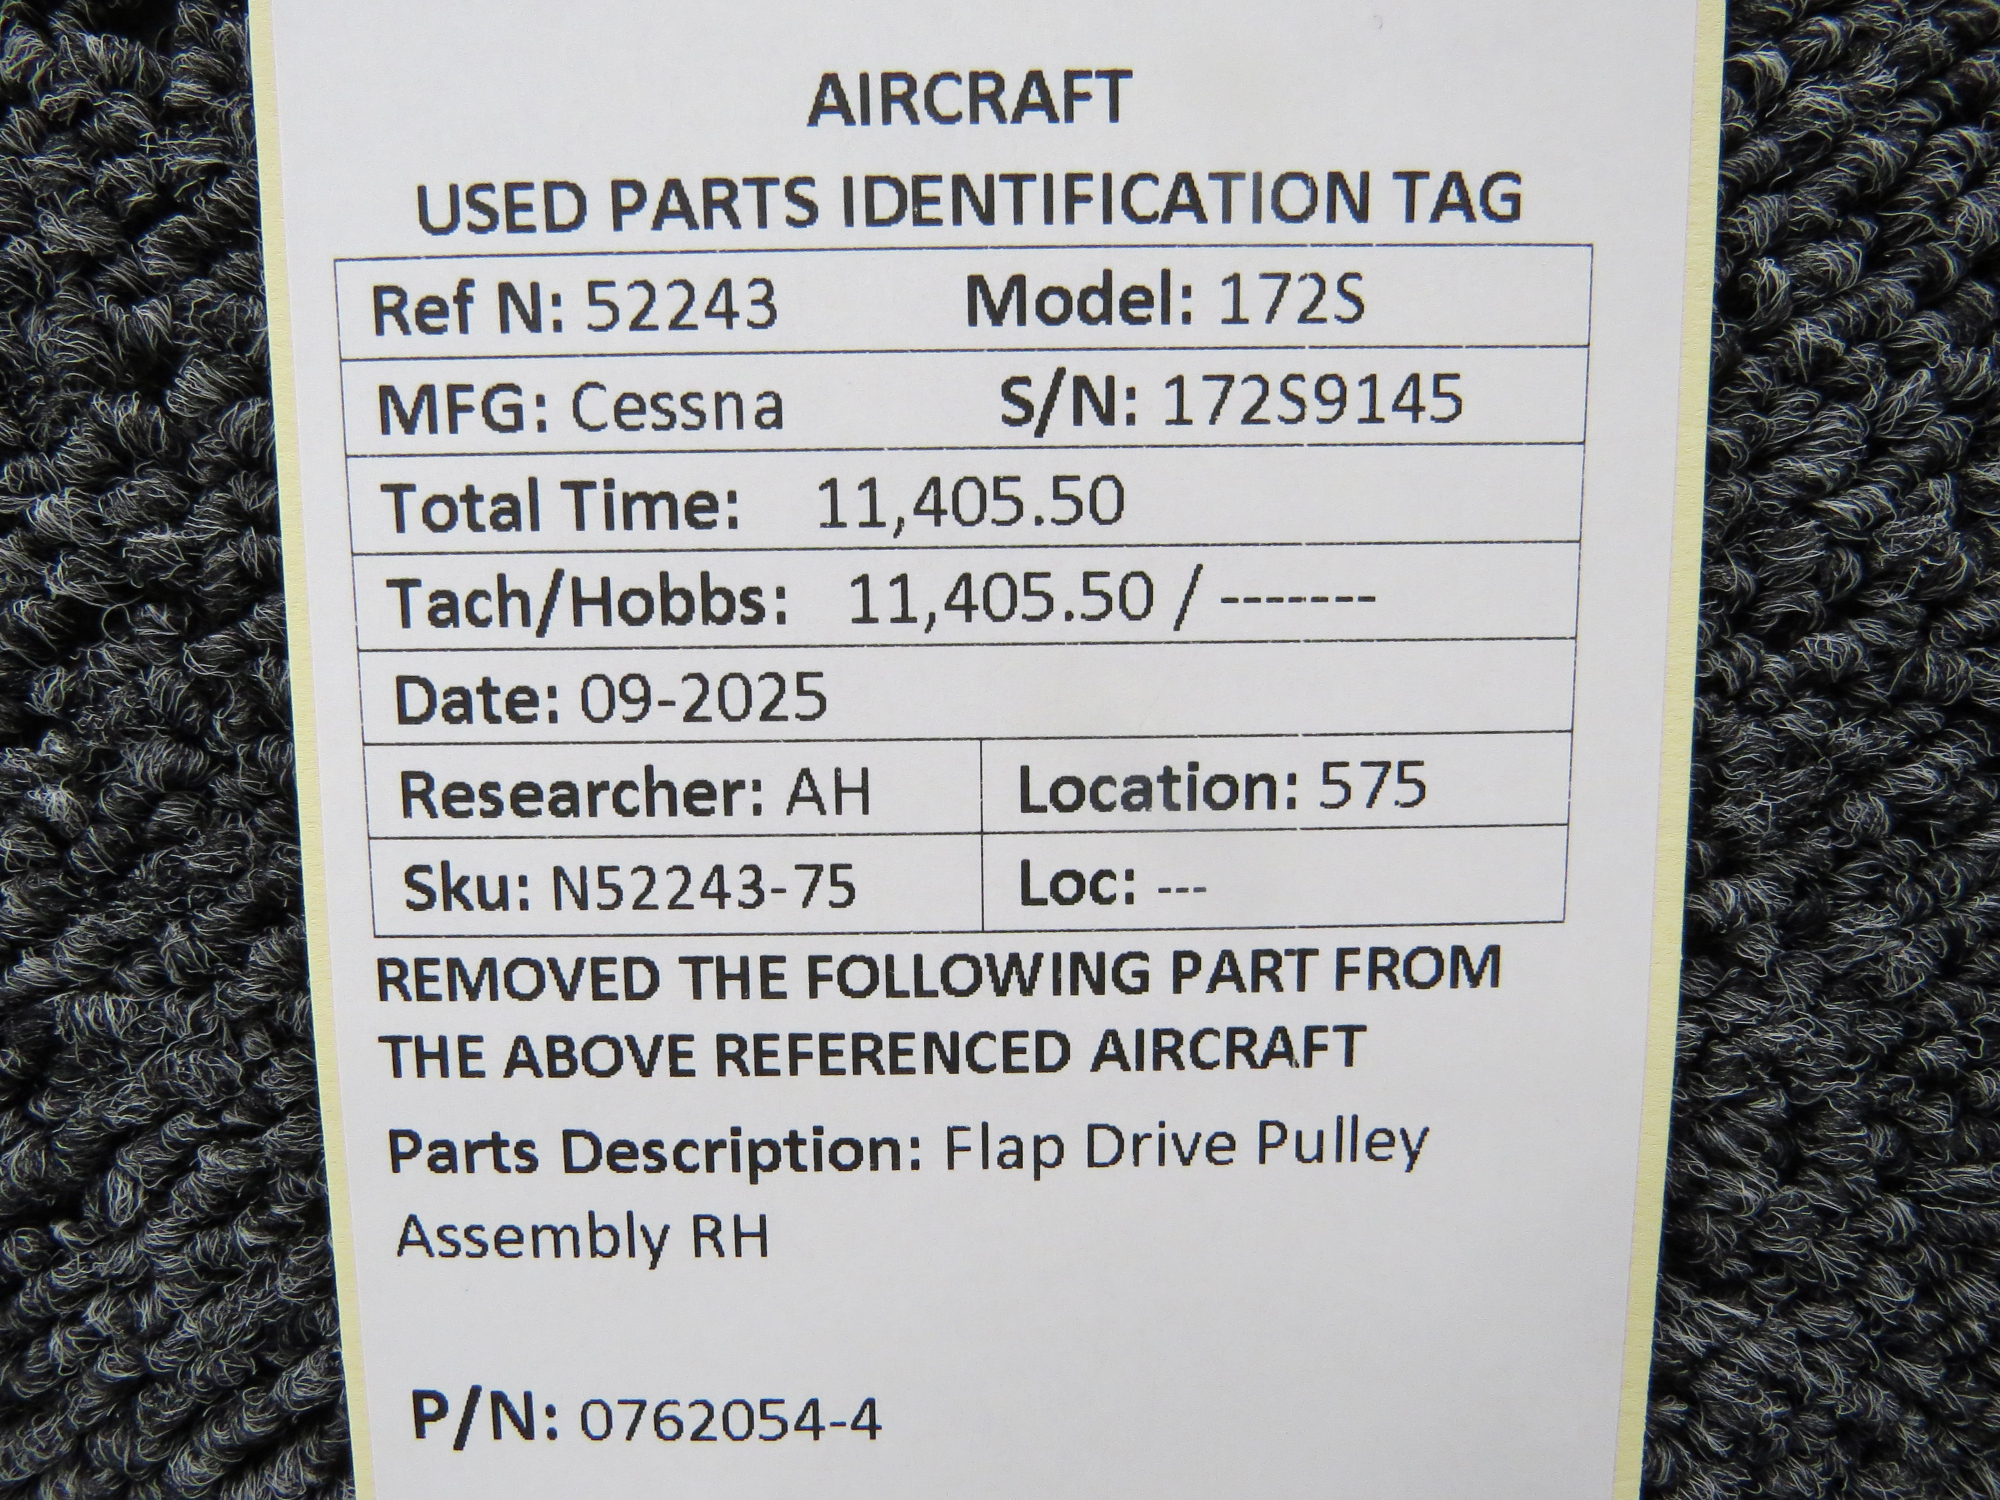 AIRCRAFT
USED PARTS IDENTIFICATION TAG
Ref N: 52243 Model: 172S
MFG: Cessna S/N: 172S9145
Total Time: 11,405.50
Tach/Hobbs: 11,405.50 / -------
Date: 09-2025
Researcher: AH Location: 575
Sku: N52243-75 Loc: ---
REMOVED THE FOLLOWING PART FROM
THE ABOVE REFERENCED AIRCRAFT
Parts Description: Flap Drive Pulley
Assembly RH
P/N: 0762054-4